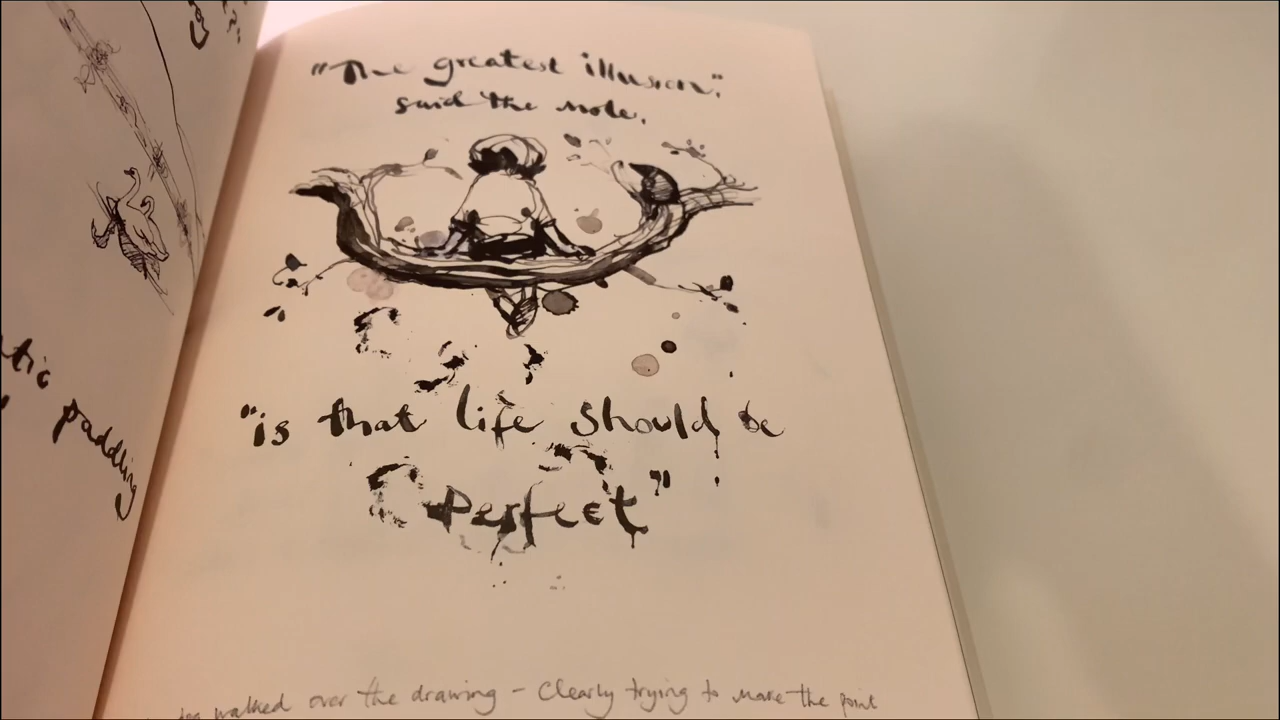 paddling
"The greatest illusion",
said the mole.
"is that life should be
Perfect"
walked over the drawing - Clearly trying to make the point